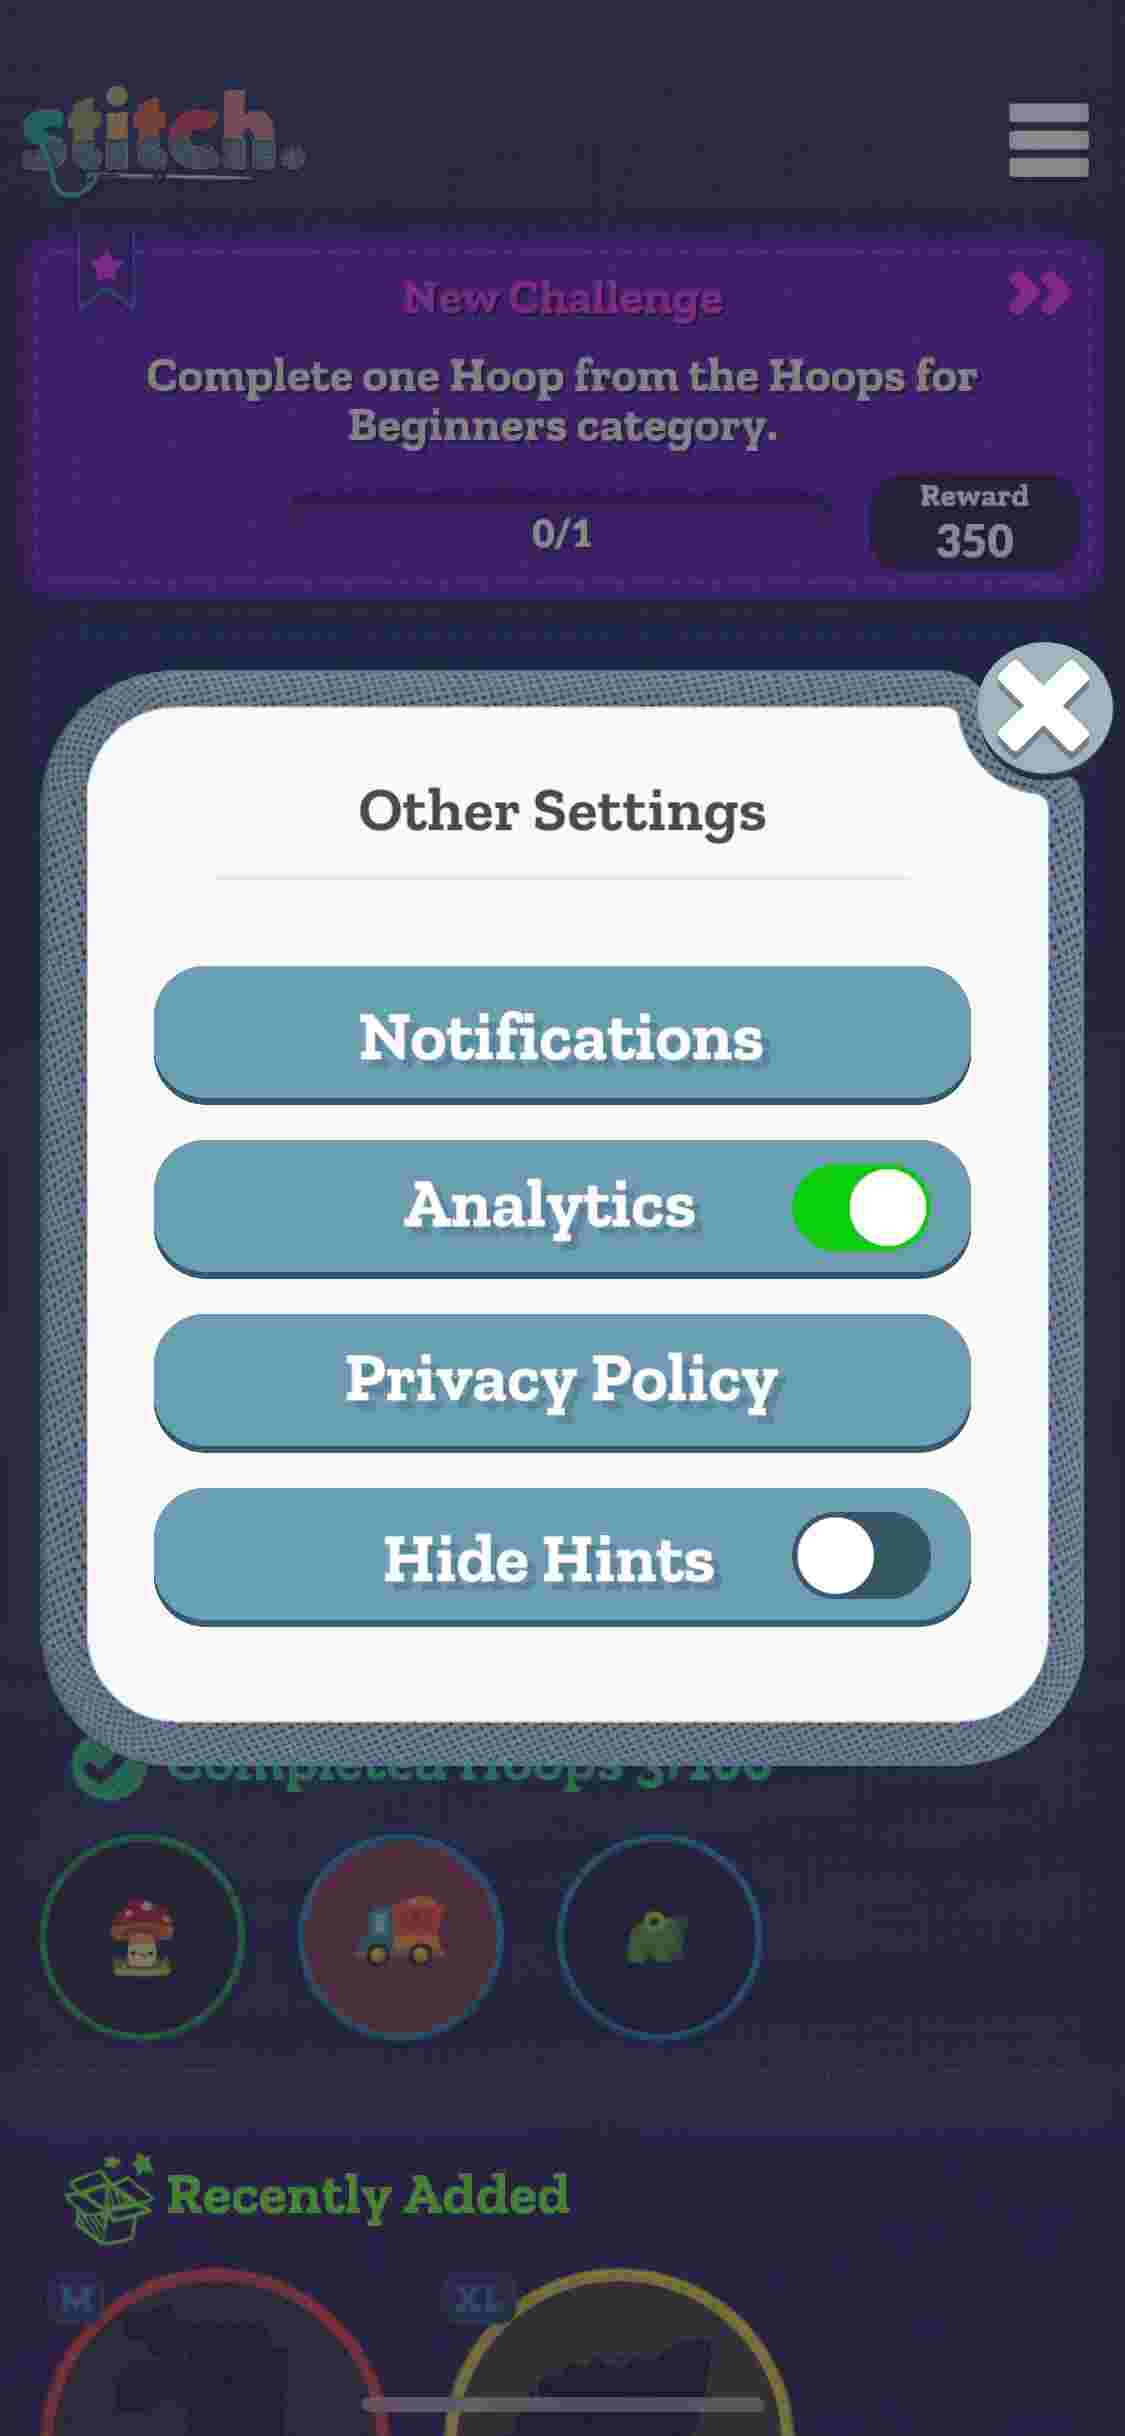 stitch.
New Challenge
Complete one Hoop from the Hoops for
Beginners category.
0/1
Reward
350
Other Settings
Notifications
Analytics
Privacy Policy
Hide Hints
Completed Hoops 3/100
Recently Added
M
XL